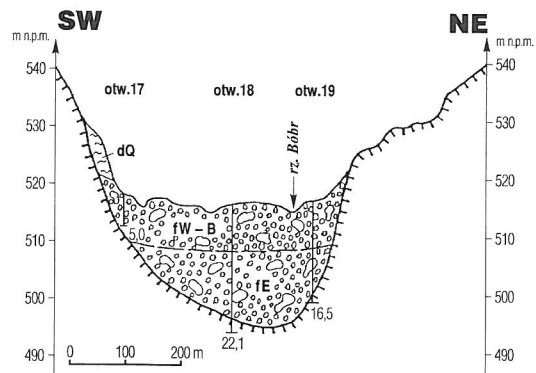 SW NE
m n.p.m. m n.p.m.
540 540
otw.17 otw.18 otw.19
rz. Bóbr
530 530
dQ
520 520
fW – B
5,0
510 510
fE
500 500
16,5
22,1
490 490
0 100 200 m